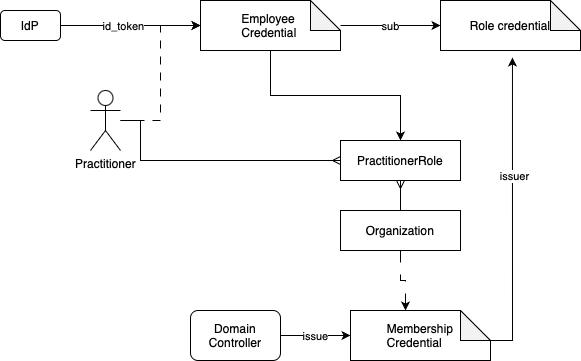 IdP
id_token
Employee
Credential
sub
Role credential
Practitioner
PractitionerRole
issuer
Organization
Domain
Controller
issue
Membership
Credential